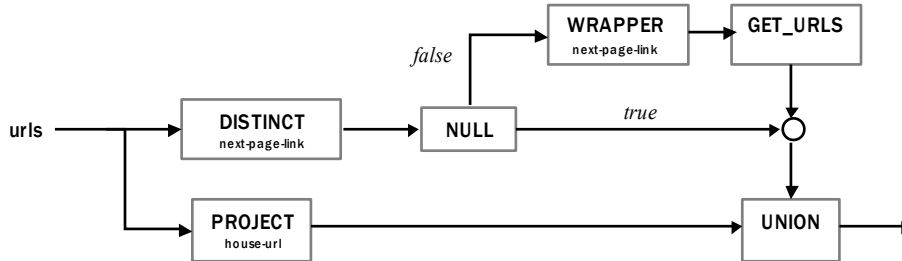 WRAPPER
next-page-link
GET_URLS
false
urls
DISTINCT
next-page-link
NULL
true
PROJECT
house-url
UNION